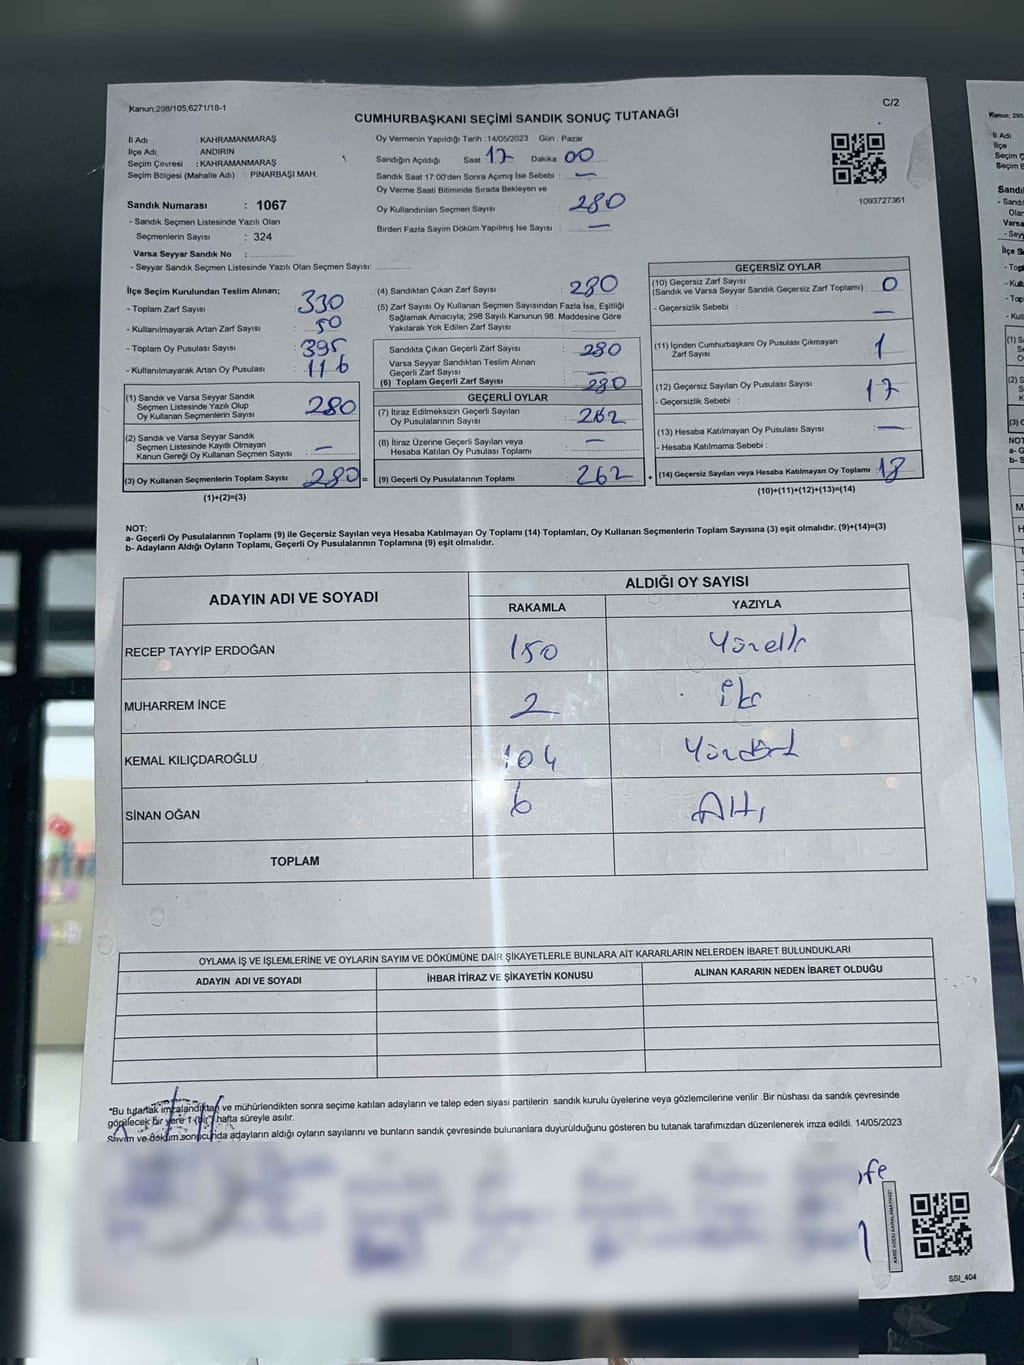 Kanun:298/105,6271/18-1
C/2
CUMHURBAŞKANI SEÇİMİ SANDIK SONUÇ TUTANAĞI
İl Adı : KAHRAMANMARAŞ
İlçe Adı : ANDIRIN
Seçim Çevresi : KAHRAMANMARAŞ
Seçim Bölgesi (Mahalle Adı) : PINARBAŞI MAH.
Sandık Numarası : 1067
- Sandık Seçmen Listesinde Yazılı Olan
Seçmenlerin Sayısı : 324
Varsa Seyyar Sandık No :
- Seyyar Sandık Seçmen Listesinde Yazılı Olan Seçmen Sayısı:
Oy Vermenin Yapıldığı Tarih : 14/05/2023 Gün : Pazar
Sandığın Açıldığı Saat 17 Dakika 00
Sandık Saat 17:00'den Sonra Açımış İse Sebebi : —
Oy Verme Saati Bitiminde Sırada Bekleyen ve
Oy Kullandırılan Seçmen Sayısı : 280
Birden Fazla Sayım Döküm Yapılmış İse Sayısı : —
1093727361
İlçe Seçim Kurulundan Teslim Alınan;
- Toplam Zarf Sayısı : 330
- Kullanılmayarak Artan Zarf Sayısı : 50
- Toplam Oy Pusulası Sayısı : 395
- Kullanılmayarak Artan Oy Pusulası : 116
(1) Sandık ve Varsa Seyyar Sandık
Seçmen Listesinde Yazılı Olup
Oy Kullanan Seçmenlerin Sayısı : 280
(2) Sandık ve Varsa Seyyar Sandık
Seçmen Listesinde Kayıtlı Olmayan
Kanun Gereği Oy Kullanan Seçmen Sayısı : —
(3) Oy Kullanan Seçmenlerin Toplam Sayısı : 280 =
(1)+(2)=(3)
(4) Sandıktan Çıkan Zarf Sayısı : 280
(5) Zarf Sayısı Oy Kullanan Seçmen Sayısından Fazla İse, Eşitliği
Sağlamak Amacıyla; 298 Sayılı Kanunun 98. Maddesine Göre
Yakılarak Yok Edilen Zarf Sayısı :
Sandıkta Çıkan Geçerli Zarf Sayısı : 280
Varsa Seyyar Sandıktan Teslim Alınan
Geçerli Zarf Sayısı : —
(6) Toplam Geçerli Zarf Sayısı : 280
GEÇERLİ OYLAR
(7) İtiraz Edilmeksizin Geçerli Sayılan
Oy Pusulalarının Sayısı : 262
(8) İtiraz Üzerine Geçerli Sayılan veya
Hesaba Katılan Oy Pusulası Toplamı : —
(9) Geçerli Oy Pusulalarının Toplamı : 262 +
GEÇERSİZ OYLAR
(10) Geçersiz Zarf Sayısı
(Sandık ve Varsa Seyyar Sandık Geçersiz Zarf Toplamı) : 0
- Geçersizlik Sebebi : —
(11) İçinden Cumhurbaşkanı Oy Pusulası Çıkmayan
Zarf Sayısı : 1
(12) Geçersiz Sayılan Oy Pusulası Sayısı : 17
- Geçersizlik Sebebi :
(13) Hesaba Katılmayan Oy Pusulası Sayısı : —
- Hesaba Katılmama Sebebi :
(14) Geçersiz Sayılan veya Hesaba Katılmayan Oy Toplamı : 18
(10)+(11)+(12)+(13)=(14)
NOT:
a- Geçerli Oy Pusulalarının Toplamı (9) ile Geçersiz Sayılan veya Hesaba Katılmayan Oy Toplamı (14) Toplamları, Oy Kullanan Seçmenlerin Toplam Sayısına (3) eşit olmalıdır. (9)+(14)=(3)
b- Adayların Aldığı Oyların Toplamı, Geçerli Oy Pusulalarının Toplamına (9) eşit olmalıdır.
ADAYIN ADI VE SOYADI
ALDIĞI OY SAYISI
RAKAMLA YAZIYLA
RECEP TAYYİP ERDOĞAN 150 Yüzelli
MUHARREM İNCE 2 iki
KEMAL KILIÇDAROĞLU 104 Yüzdört
SİNAN OĞAN 6 Altı
TOPLAM
OYLAMA İŞ VE İŞLEMLERİNE VE OYLARIN SAYIM VE DÖKÜMÜNE DAİR ŞİKAYETLERLE BUNLARA AİT KARARLARIN NELERDEN İBARET BULUNDUKLARI
ADAYIN ADI VE SOYADI İHBAR İTİRAZ VE ŞİKAYETİN KONUSU ALINAN KARARIN NEDEN İBARET OLDUĞU
*Bu tutanak imzalandıktan ve mühürlendikten sonra seçime katılan adayların ve talep eden siyasi partilerin sandık kurulu üyelerine veya gözlemcilerine verilir .Bir nüshası da sandık çevresinde
görülecek bir yere 1 (bir) hafta süreyle asılır.
Sayım ve döküm sonucunda adayların aldığı oyların sayılarını ve bunların sandık çevresinde bulunanlara duyurulduğunu gösteren bu tutanak tarafımızdan düzenlenerek imza edildi. 14/05/2023
SSI_404